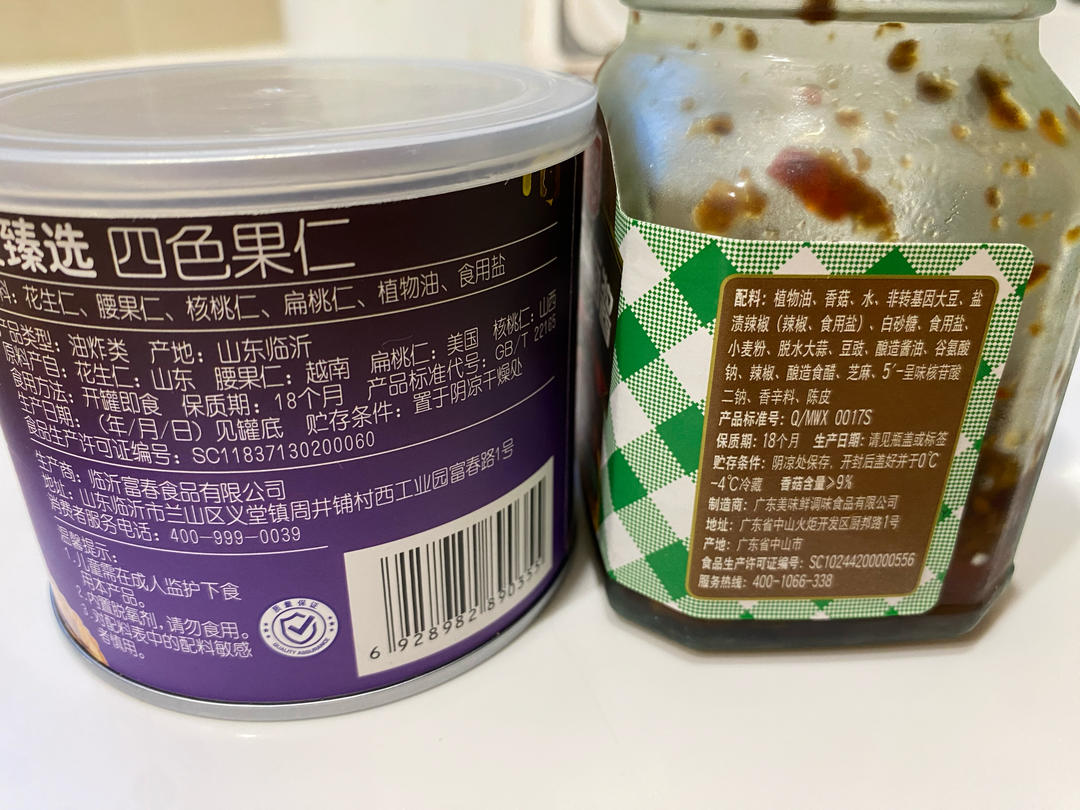 臻选 四色果仁
料：花生仁、腰果仁、核桃仁、扁桃仁、植物油、食用盐
产品类型：油炸类 产地：山东临沂
原料产自：花生仁：山东 腰果仁：越南 扁桃仁：美国 核桃仁：山西
食用方法：开罐即食 保质期：18个月 产品标准代号：GB/T 22165
生产日期：（年/月/日）见罐底 贮存条件：置于阴凉干燥处
食品生产许可证编号：SC11837130200060
生产商：临沂富春食品有限公司
地址：山东临沂市兰山区义堂镇周井铺村西工业园富春路1号
消费者服务电话：400-999-0039
温馨提示：
1.儿童需在成人监护下食
用本产品。
2.内置脱氧剂，请勿食用。
3.对配料表中的配料敏感
者慎用。
质量保证
QUALITY ASSURANCE
配料：植物油、香菇、水、非转基因大豆、盐
渍辣椒（辣椒、食用盐）、白砂糖、食用盐、
小麦粉、脱水大蒜、豆豉、酿造酱油、谷氨酸
钠、辣椒、酿造食醋、芝麻、5′-呈味核苷酸
二钠、香辛料、陈皮
产品标准号：Q/MWX 0017S
保质期：18个月 生产日期：请见瓶盖或标签
贮存条件：阴凉处保存，开封后盖好并于0℃
~4℃冷藏 香菇含量≥9%
制造商：广东美味鲜调味食品有限公司
地址：广东省中山火炬开发区厨邦路1号
产地：广东省中山市
食品生产许可证编号：SC10244200000556
服务热线：400-1066-338